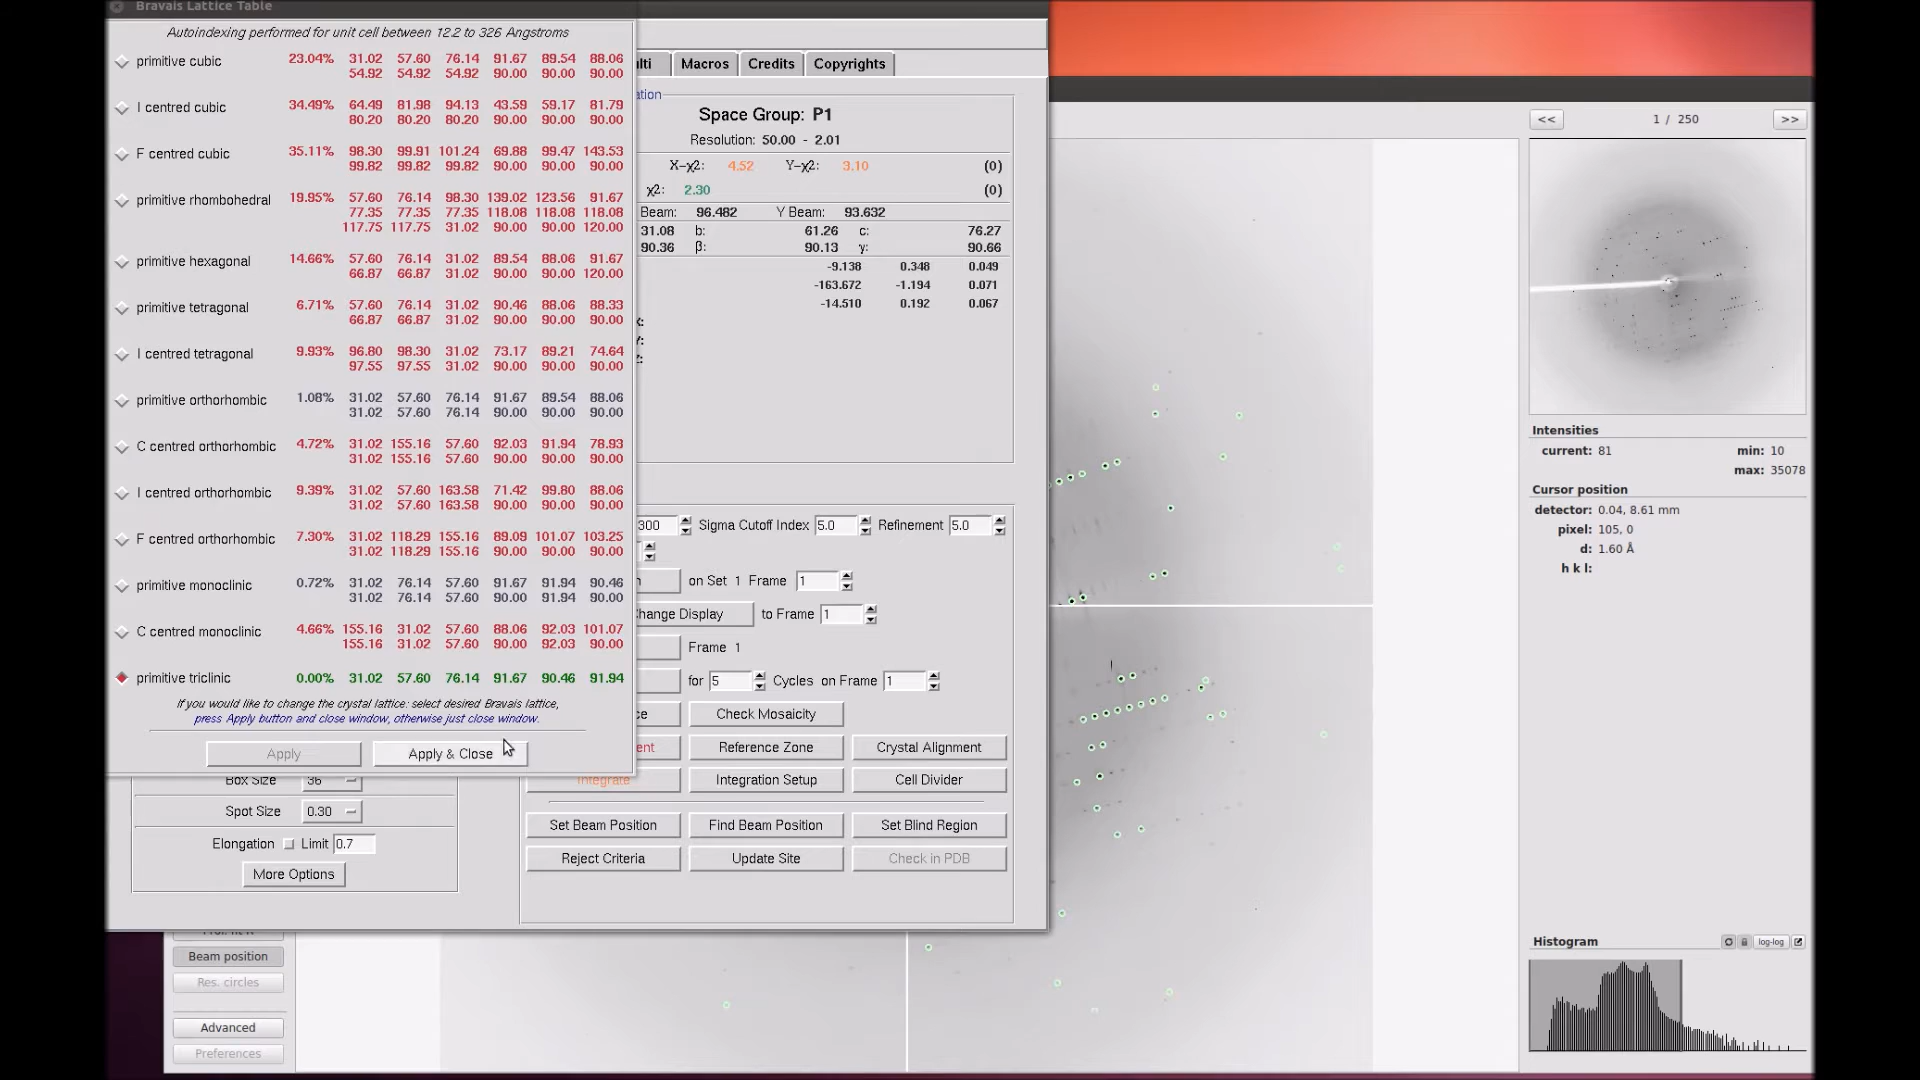 Bravais Lattice Table
Autoindexing performed for unit cell between 12.2 to 326 Angstroms
primitive cubic 23.04% 31.02 57.60 76.14 91.67 89.54 88.06
54.92 54.92 54.92 90.00 90.00 90.00
I centred cubic 34.49% 64.49 81.98 94.13 43.59 59.17 81.79
80.20 80.20 80.20 90.00 90.00 90.00
F centred cubic 35.11% 98.30 99.91 101.24 69.88 99.47 143.53
99.82 99.82 99.82 90.00 90.00 90.00
primitive rhombohedral 19.95% 57.60 76.14 98.30 139.02 123.56 91.67
77.35 77.35 77.35 118.08 118.08 118.08
117.75 117.75 31.02 90.00 90.00 120.00
primitive hexagonal 14.66% 57.60 76.14 31.02 89.54 88.06 91.67
66.87 66.87 31.02 90.00 90.00 120.00
primitive tetragonal 6.71% 57.60 76.14 31.02 90.46 88.06 88.33
66.87 66.87 31.02 90.00 90.00 90.00
I centred tetragonal 9.93% 96.80 98.30 31.02 73.17 89.21 74.64
97.55 97.55 31.02 90.00 90.00 90.00
primitive orthorhombic 1.08% 31.02 57.60 76.14 91.67 89.54 88.06
31.02 57.60 76.14 90.00 90.00 90.00
C centred orthorhombic 4.72% 31.02 155.16 57.60 92.03 91.94 78.93
31.02 155.16 57.60 90.00 90.00 90.00
I centred orthorhombic 9.39% 31.02 57.60 163.58 71.42 99.80 88.06
31.02 57.60 163.58 90.00 90.00 90.00
F centred orthorhombic 7.30% 31.02 118.29 155.16 89.09 101.07 103.25
31.02 118.29 155.16 90.00 90.00 90.00
primitive monoclinic 0.72% 31.02 76.14 57.60 91.67 91.94 90.46
31.02 76.14 57.60 90.00 91.94 90.00
C centred monoclinic 4.66% 155.16 31.02 57.60 88.06 92.03 101.07
155.16 31.02 57.60 90.00 92.03 90.00
primitive triclinic 0.00% 31.02 57.60 76.14 91.67 90.46 91.94
If you would like to change the crystal lattice: select desired Bravais lattice,
press Apply button and close window, otherwise just close window.
Apply Apply & Close
Box Size 36
Spot Size 0.30
Elongation Limit 0.7
More Options
Macros Credits Copyrights
Space Group: P1
Resolution: 50.00 - 2.01
X-χ2: 4.52 Y-χ2: 3.10 (0)
χ2: 2.30 (0)
Beam: 96.482 Y Beam: 93.632
31.08 b: 61.26 c: 76.27
90.36 β: 90.13 γ: 90.66
-9.138 0.348 0.049
-163.672 -1.194 0.071
-14.510 0.192 0.067
300 Sigma Cutoff Index 5.0 Refinement 5.0
on Set 1 Frame 1
Change Display to Frame 1
Frame 1
for 5 Cycles on Frame 1
Check Mosaicity
Reference Zone Crystal Alignment
Integrate Integration Setup Cell Divider
Set Beam Position Find Beam Position Set Blind Region
Reject Criteria Update Site Check in PDB
Beam position
Res. circles
Advanced
Preferences
<< 1 / 250 >>
Intensities
current: 81 min: 10
max: 35078
Cursor position
detector: 0.04, 8.61 mm
pixel: 105, 0
d: 1.60 Å
h k l:
Histogram log-log